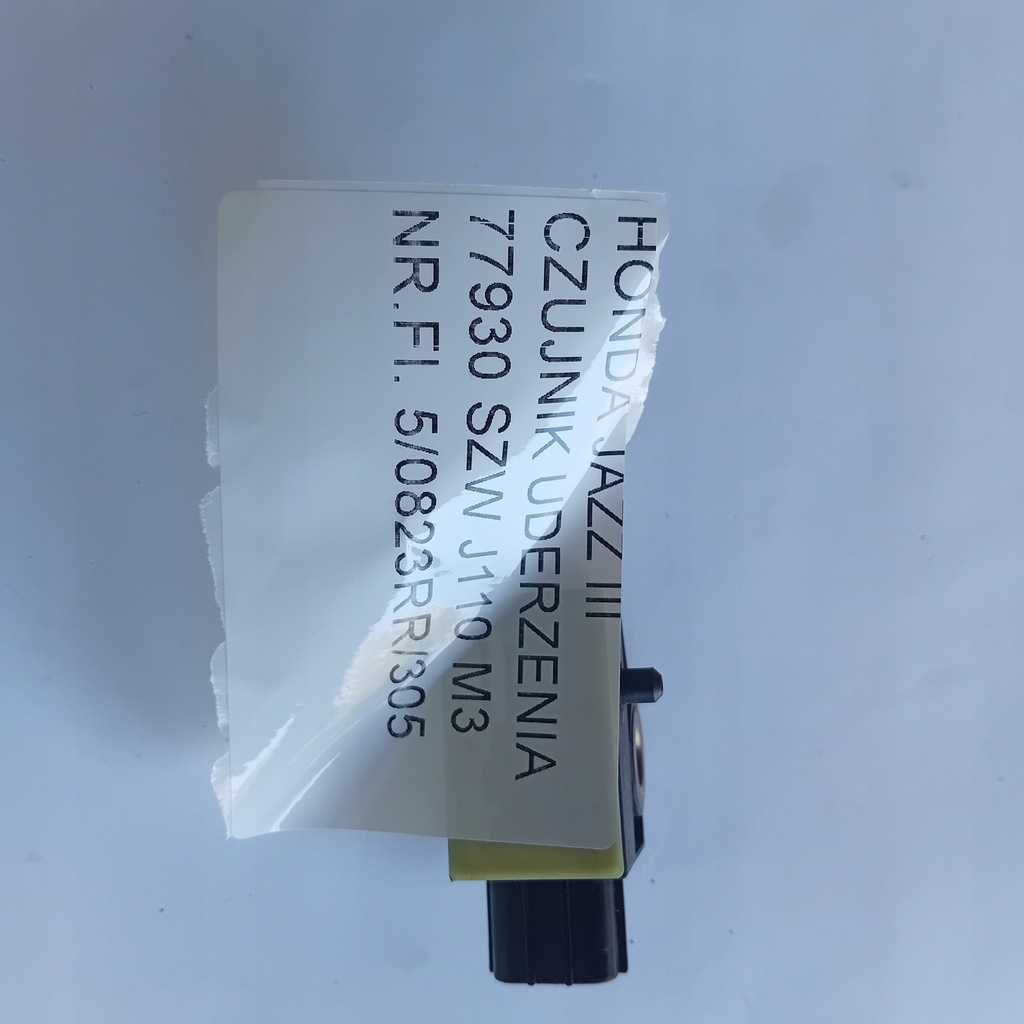 HONDA JAZZ III
CZUJNIK UDERZENIA
77930 SZW J110 M3
NR.FI. 5/0823RR/305